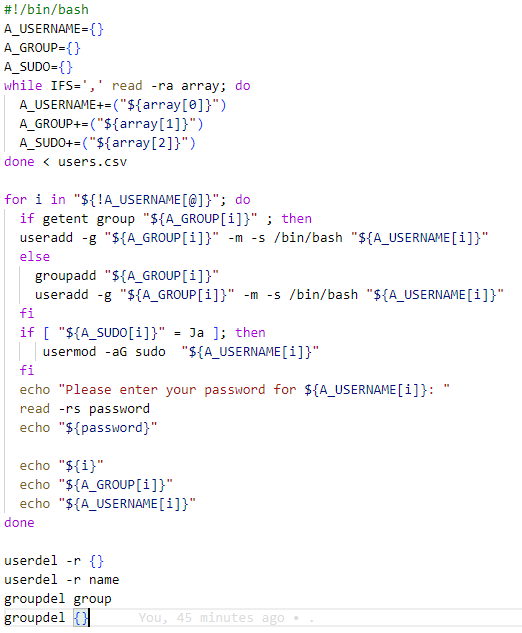 #!/bin/bash
A_USERNAME={}
A_GROUP={}
A_SUDO={}
while IFS=',' read -ra array; do
  A_USERNAME+=("${array[0]}")
  A_GROUP+=("${array[1]}")
  A_SUDO+=("${array[2]}")
done < users.csv

for i in "${!A_USERNAME[@]}"; do
  if getent group "${A_GROUP[i]}" ; then
  useradd -g "${A_GROUP[i]}" -m -s /bin/bash "${A_USERNAME[i]}"
  else
    groupadd "${A_GROUP[i]}"
    useradd -g "${A_GROUP[i]}" -m -s /bin/bash "${A_USERNAME[i]}"
  fi
  if [ "${A_SUDO[i]}" = Ja ]; then
     usermod -aG sudo  "${A_USERNAME[i]}"
  fi
  echo "Please enter your password for ${A_USERNAME[i]}: "
  read -rs password
  echo "${password}"

  echo "${i}"
  echo "${A_GROUP[i]}"
  echo "${A_USERNAME[i]}"
done

userdel -r {}
userdel -r name
groupdel group
groupdel {} You, 45 minutes ago • .